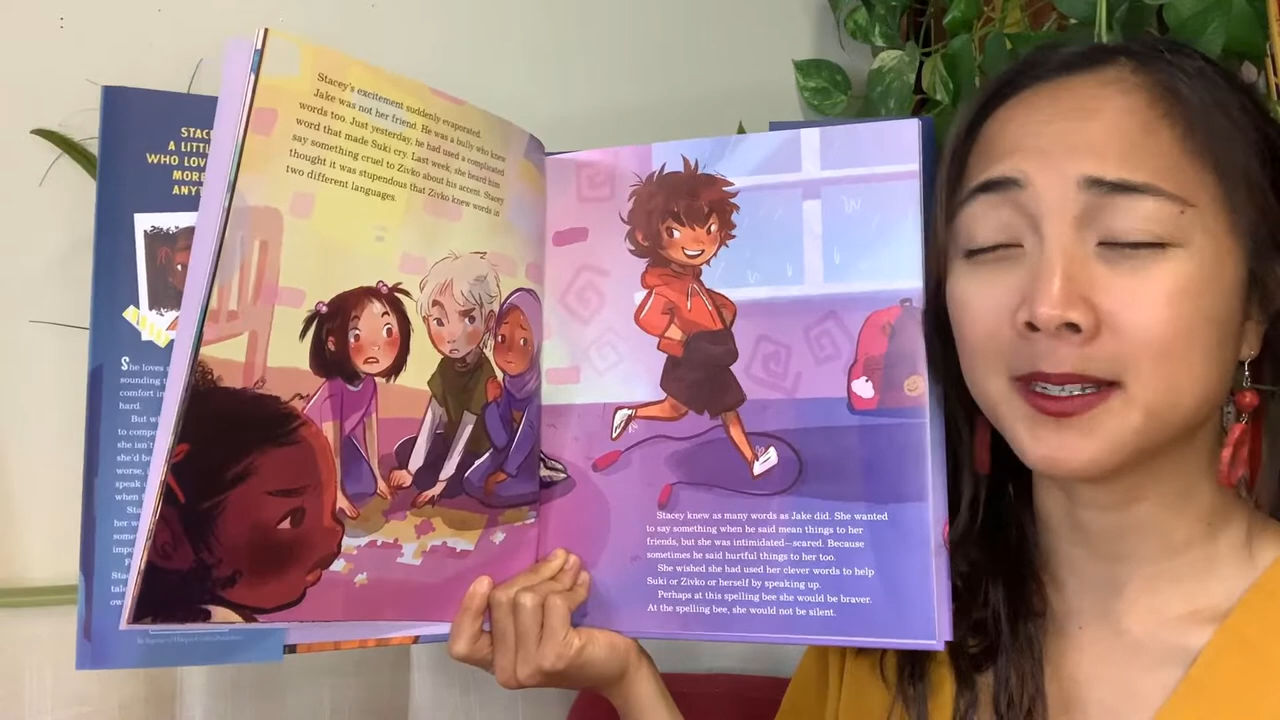 STAC
A LITTL
WHO LOV
MORE
ANYT
She loves s
sounding t
comfort in
hard.
But wh
to compe
she isn't
she'd be
worse, i
speak u
when
Sta
her w
some
impo
F
Stac
tale
ow
Stacey's excitement suddenly evaporated.
Jake was not her friend. He was a bully who knew
words too. Just yesterday, he had used a complicated
word that made Suki cry. Last week, she heard him
say something cruel to Zivko about his accent. Stacey
thought it was stupendous that Zivko knew words in
two different languages.
Stacey knew as many words as Jake did. She wanted
to say something when he said mean things to her
friends, but she was intimidated—scared. Because
sometimes he said hurtful things to her too.
She wished she had used her clever words to help
Suki or Zivko or herself by speaking up.
Perhaps at this spelling bee she would be braver.
At the spelling bee, she would not be silent.